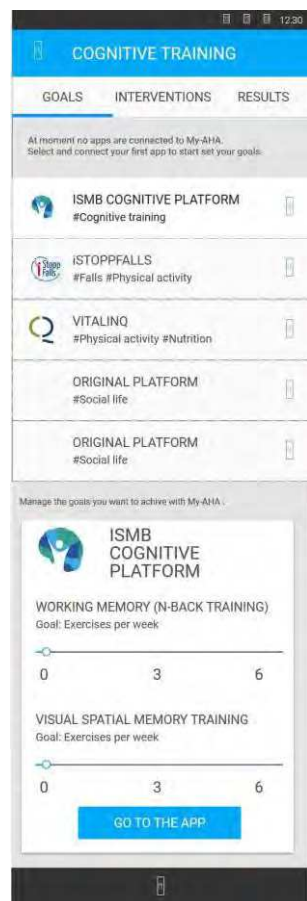 12.30
COGNITIVE TRAINING
GOALS INTERVENTIONS RESULTS
At moment no apps are connected to My-AHA.
Select and connect your first app to start set your goals.
ISMB COGNITIVE PLATFORM
#Cognitive training
iStopp Falls
iSTOPPFALLS
#Falls #Physical activity
VITALINQ
#Physical activity #Nutrition
ORIGINAL PLATFORM
#Social life
ORIGINAL PLATFORM
#Social life
Manage the goals you want to achive with My-AHA .
ISMB
COGNITIVE
PLATFORM
WORKING MEMORY (N-BACK TRAINING)
Goal: Exercises per week
0 3 6
VISUAL SPATIAL MEMORY TRAINING
Goal: Exercises per week
0 3 6
GO TO THE APP